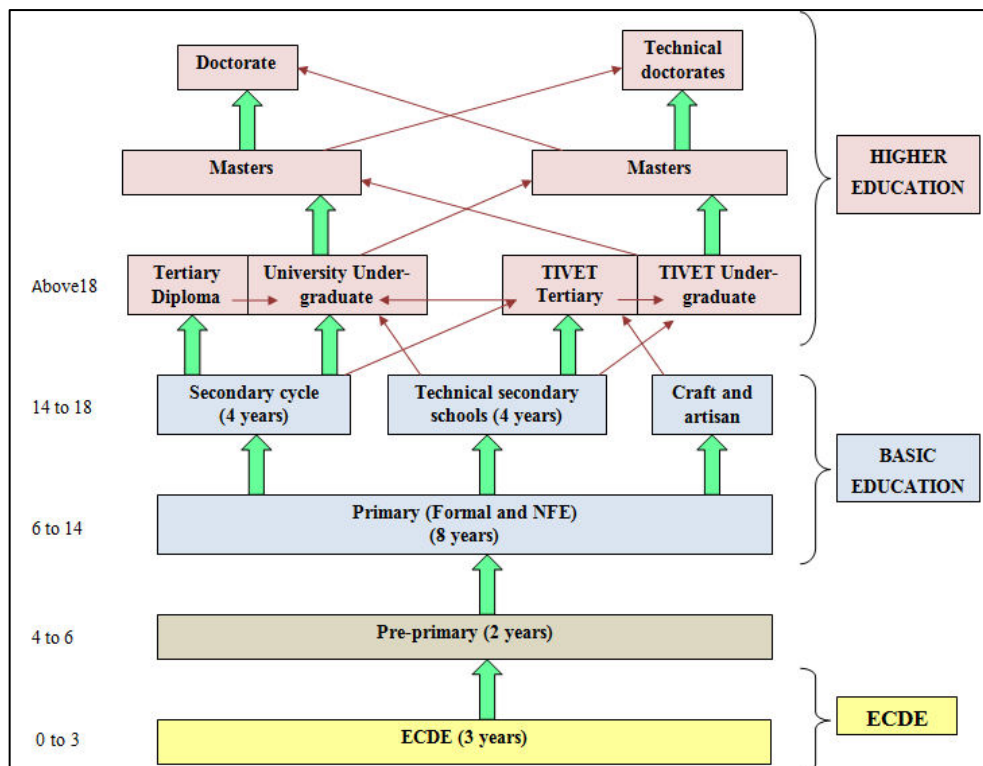 Doctorate
Technical
doctorates
Masters
Masters
HIGHER
EDUCATION
Above18
Tertiary
Diploma
University Under-
graduate
TIVET
Tertiary
TIVET Under-
graduate
14 to 18
Secondary cycle
(4 years)
Technical secondary
schools (4 years)
Craft and
artisan
BASIC
EDUCATION
6 to 14
Primary (Formal and NFE)
(8 years)
4 to 6
Pre-primary (2 years)
0 to 3
ECDE (3 years)
ECDE